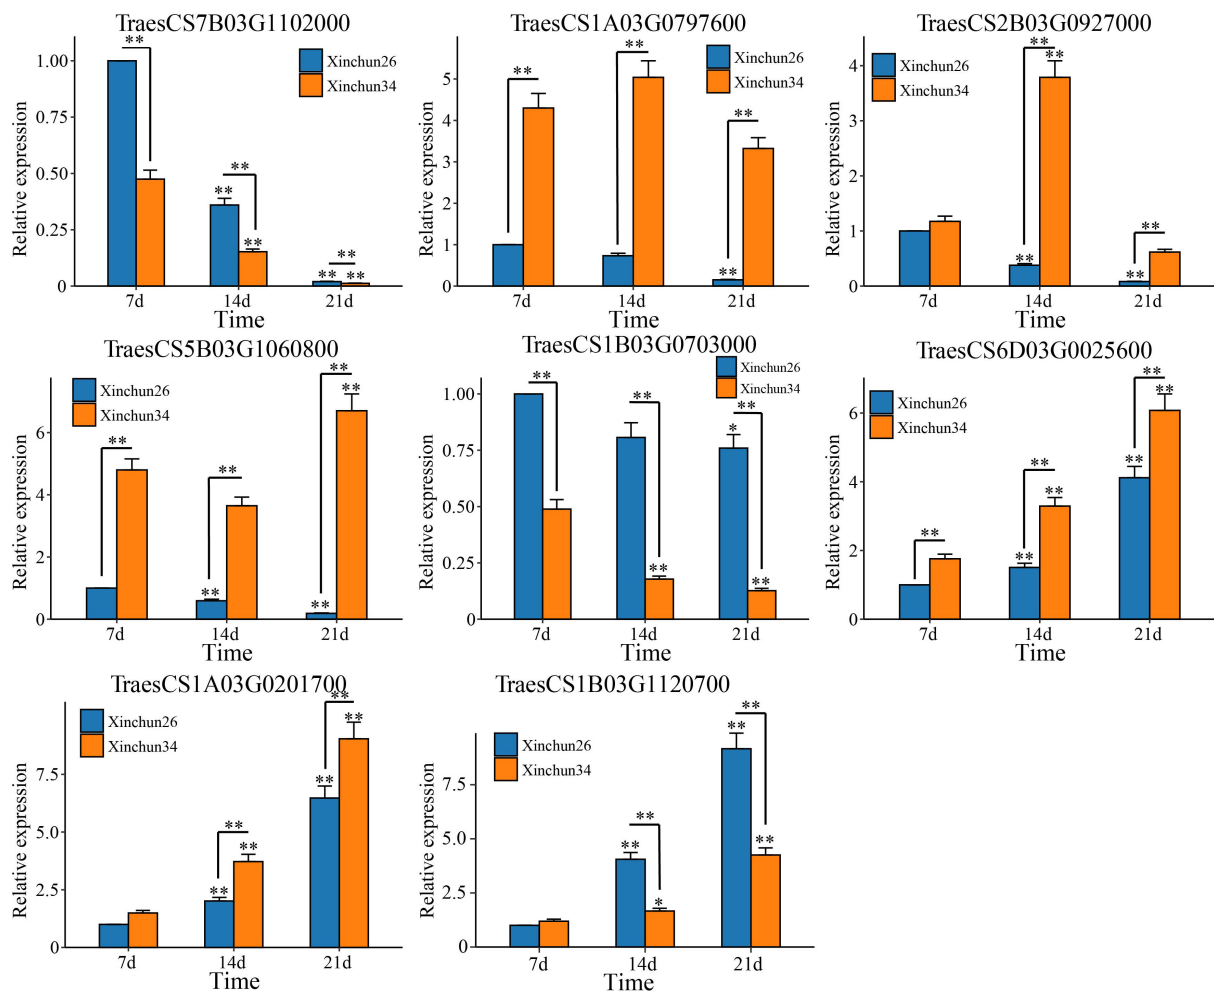 TraesCS7B03G1102000
Relative expression
1.00
0.75
0.50
0.25
0
**
**
**
**
**
**
**
Xinchun26
Xinchun34
7d
14d
21d
Time
TraesCS1A03G0797600
Relative expression
5
4
3
2
1
0
**
**
**
**
Xinchun26
Xinchun34
7d
14d
21d
Time
TraesCS2B03G0927000
Relative expression
4
3
2
1
0
**
**
**
**
**
Xinchun26
Xinchun34
7d
14d
21d
Time
TraesCS5B03G1060800
Relative expression
6
4
2
0
Xinchun26
Xinchun34
**
**
**
**
**
**
7d
14d
21d
Time
TraesCS1B03G0703000
Relative expression
1.00
0.75
0.50
0.25
0
Xinchun26
Xinchun34
**
**
**
*
**
**
7d
14d
21d
Time
TraesCS6D03G0025600
Relative expression
6
4
2
0
Xinchun26
Xinchun34
**
**
**
**
**
**
**
7d
14d
21d
Time
TraesCS1A03G0201700
Relative expression
7.5
5.0
2.5
0
Xinchun26
Xinchun34
**
**
**
**
**
**
7d
14d
21d
Time
TraesCS1B03G1120700
Relative expression
7.5
5.0
2.5
0
Xinchun26
Xinchun34
**
**
**
**
*
**
7d
14d
21d
Time